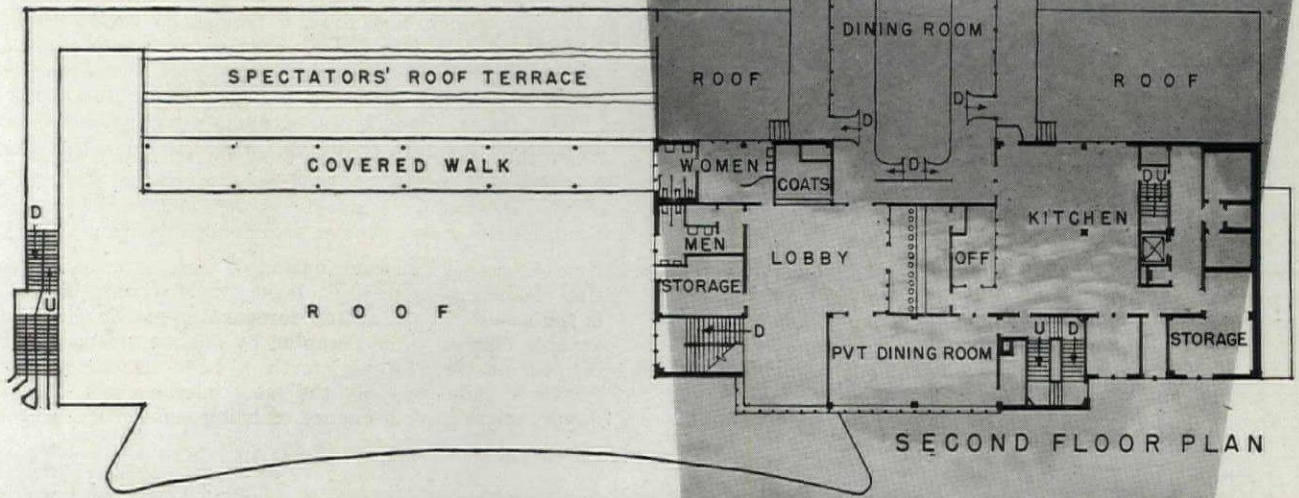 DINING ROOM
SPECTATORS' ROOF TERRACE
ROOF
ROOF
D
D
COVERED WALK
WOMEN
D
DU
COATS
KITCHEN
D
MEN
LOBBY
OFF
U
STORAGE
ROOF
D
U D
PVT DINING ROOM
STORAGE
SECOND FLOOR PLAN